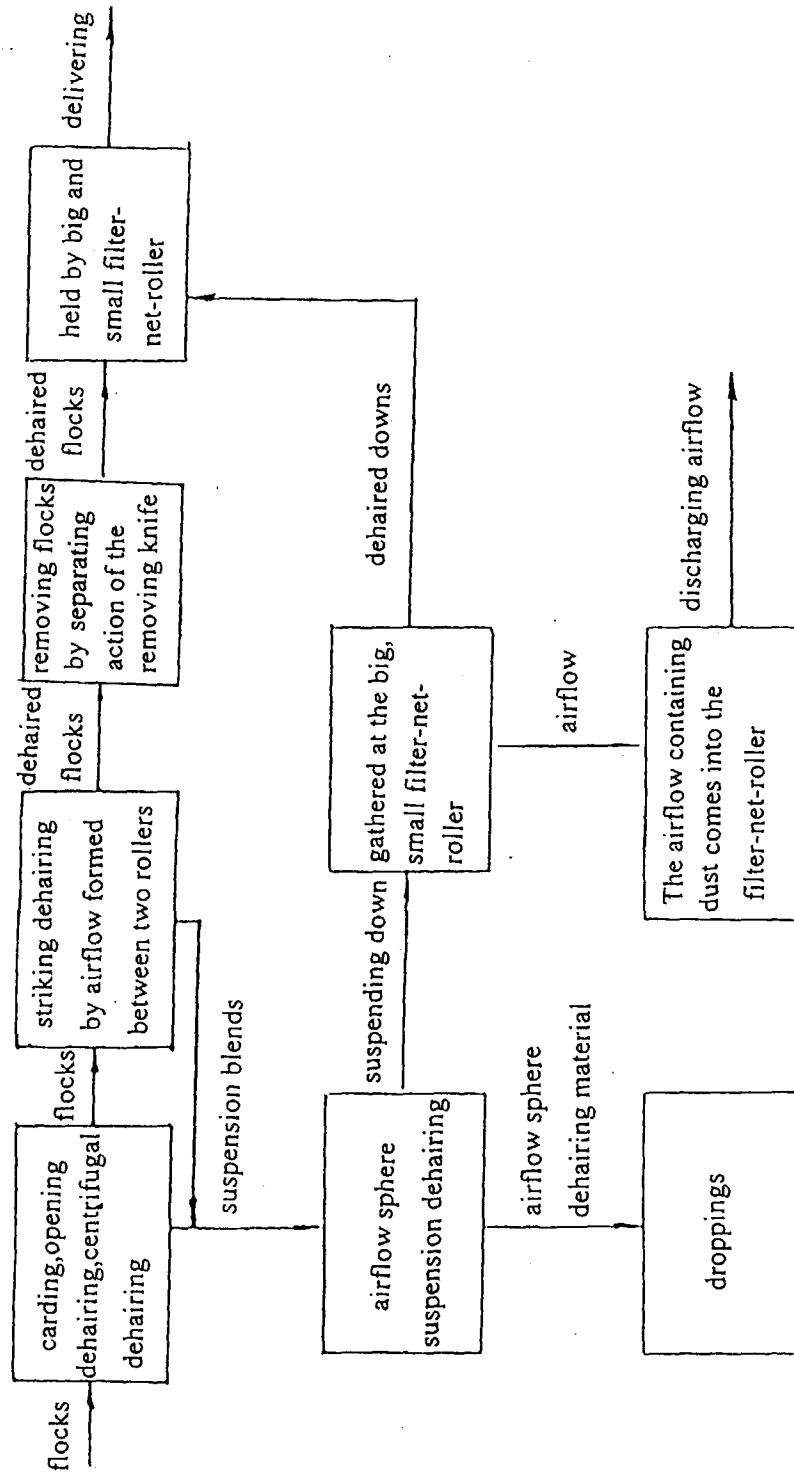 flocks
carding,opening
dehairing,centrifugal
dehairing
flocks
striking dehairing
by airflow formed
between two rollers
dehaired
flocks
removing flocks
by separating
action of the
removing knife
dehaired
flocks
held by big and
small filter-
net-roller
delivering
suspension blends
airflow sphere
suspension dehairing
suspending down
gathered at the big,
small filter-net-
roller
dehaired downs
airflow sphere
dehairing material
droppings
airflow
The airflow containing
dust comes into the
filter-net-roller
discharging airflow